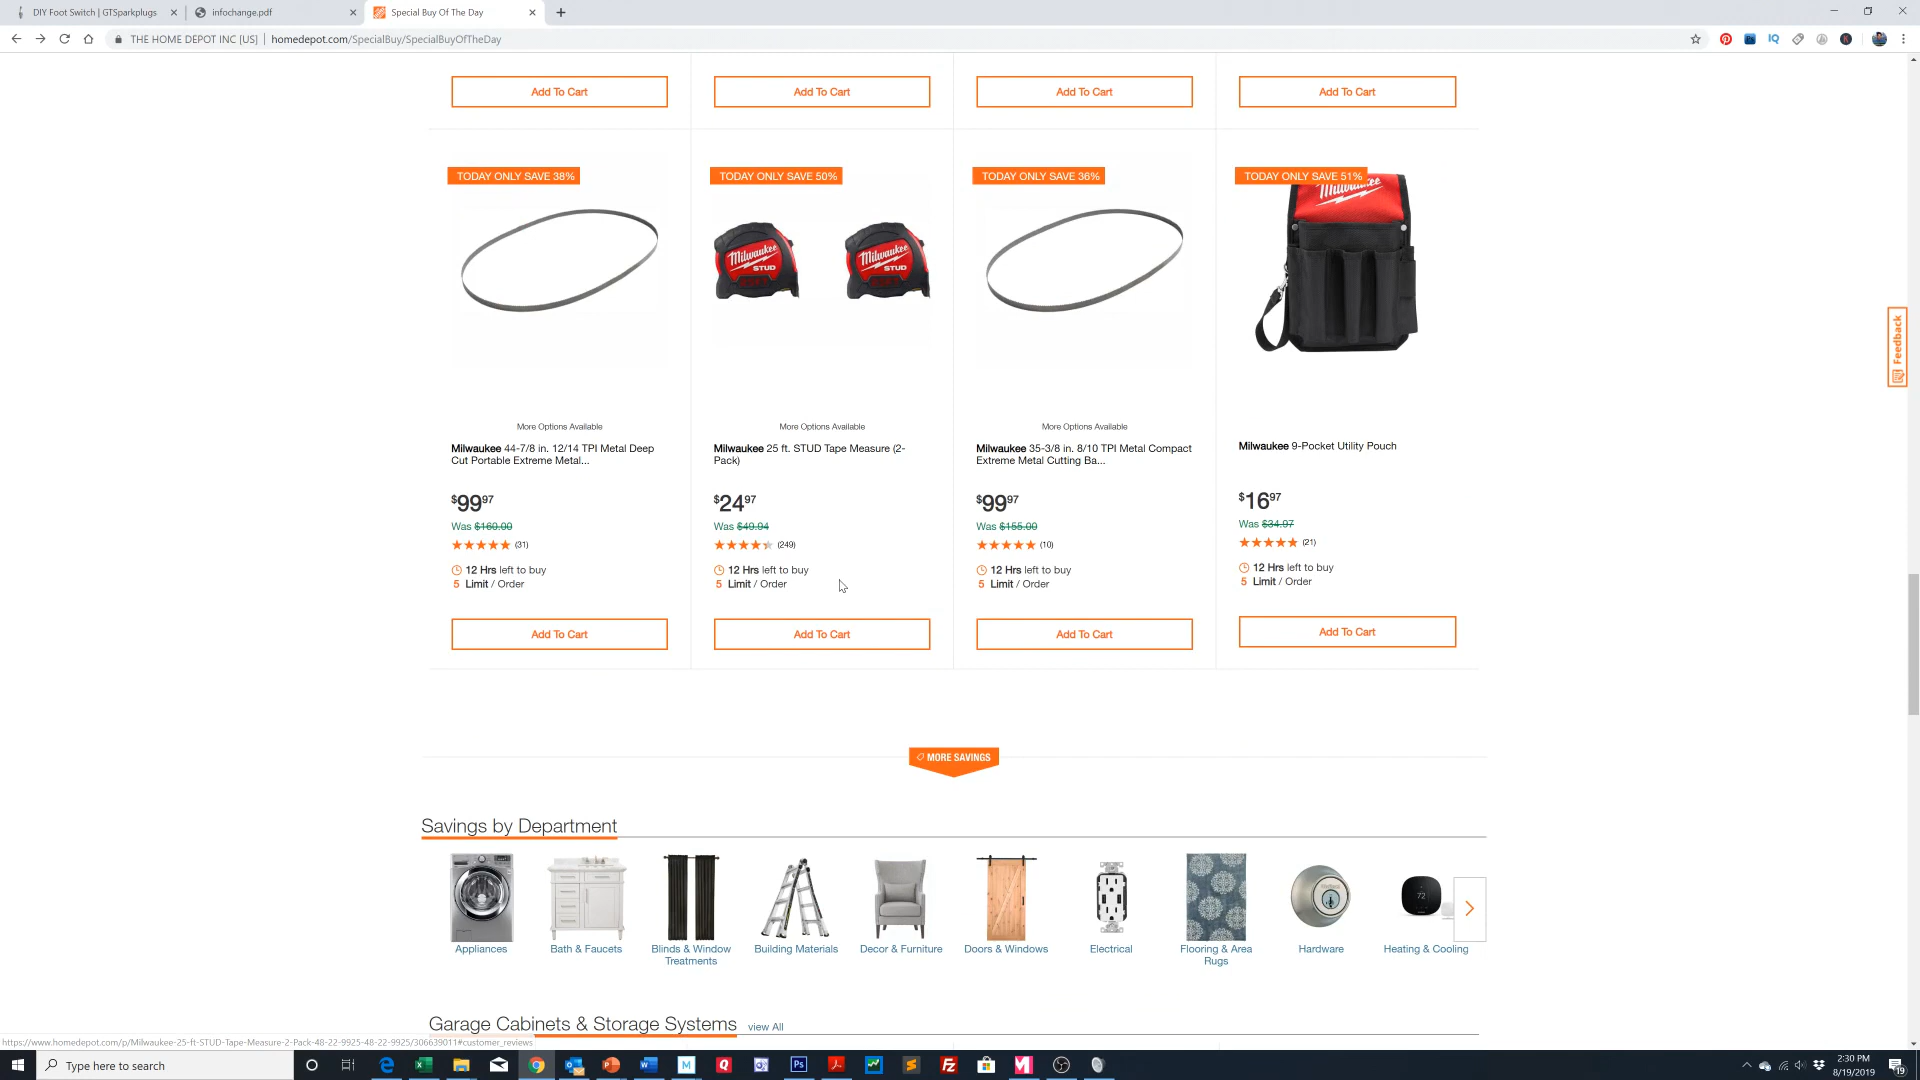 DIY Foot Switch | GTSparkplugs
infochange.pdf
Special Buy Of The Day
THE HOME DEPOT INC [US] | homedepot.com/SpecialBuy/SpecialBuyOfTheDay
Add To Cart
Add To Cart
Add To Cart
Add To Cart
TODAY ONLY SAVE 38%
TODAY ONLY SAVE 50%
TODAY ONLY SAVE 36%
TODAY ONLY SAVE 51%
Milwaukee
STUD
Milwaukee
STUD
Milwaukee
More Options Available
Milwaukee 44-7/8 in. 12/14 TPI Metal Deep
Cut Portable Extreme Metal...
$99 97
Was $160.00
(31)
12 Hrs left to buy
5 Limit / Order
Add To Cart
More Options Available
Milwaukee 25 ft. STUD Tape Measure (2-
Pack)
$24 97
Was $49.94
(249)
12 Hrs left to buy
5 Limit / Order
Add To Cart
More Options Available
Milwaukee 35-3/8 in. 8/10 TPI Metal Compact
Extreme Metal Cutting Ba...
$99 97
Was $155.00
(10)
12 Hrs left to buy
5 Limit / Order
Add To Cart
Milwaukee 9-Pocket Utility Pouch
$16 97
Was $34.97
(21)
12 Hrs left to buy
5 Limit / Order
Add To Cart
Feedback
MORE SAVINGS
Savings by Department
72
Appliances
Bath & Faucets
Blinds & Window
Treatments
Building Materials
Decor & Furniture
Doors & Windows
Electrical
Flooring & Area
Rugs
Hardware
Heating & Cooling
Garage Cabinets & Storage Systems view All
https://www.homedepot.com/p/Milwaukee-25-ft-STUD-Tape-Measure-2-Pack-48-22-9925-48-22-9925/306639011#customer_reviews
Type here to search
2:30 PM
8/19/2019
19